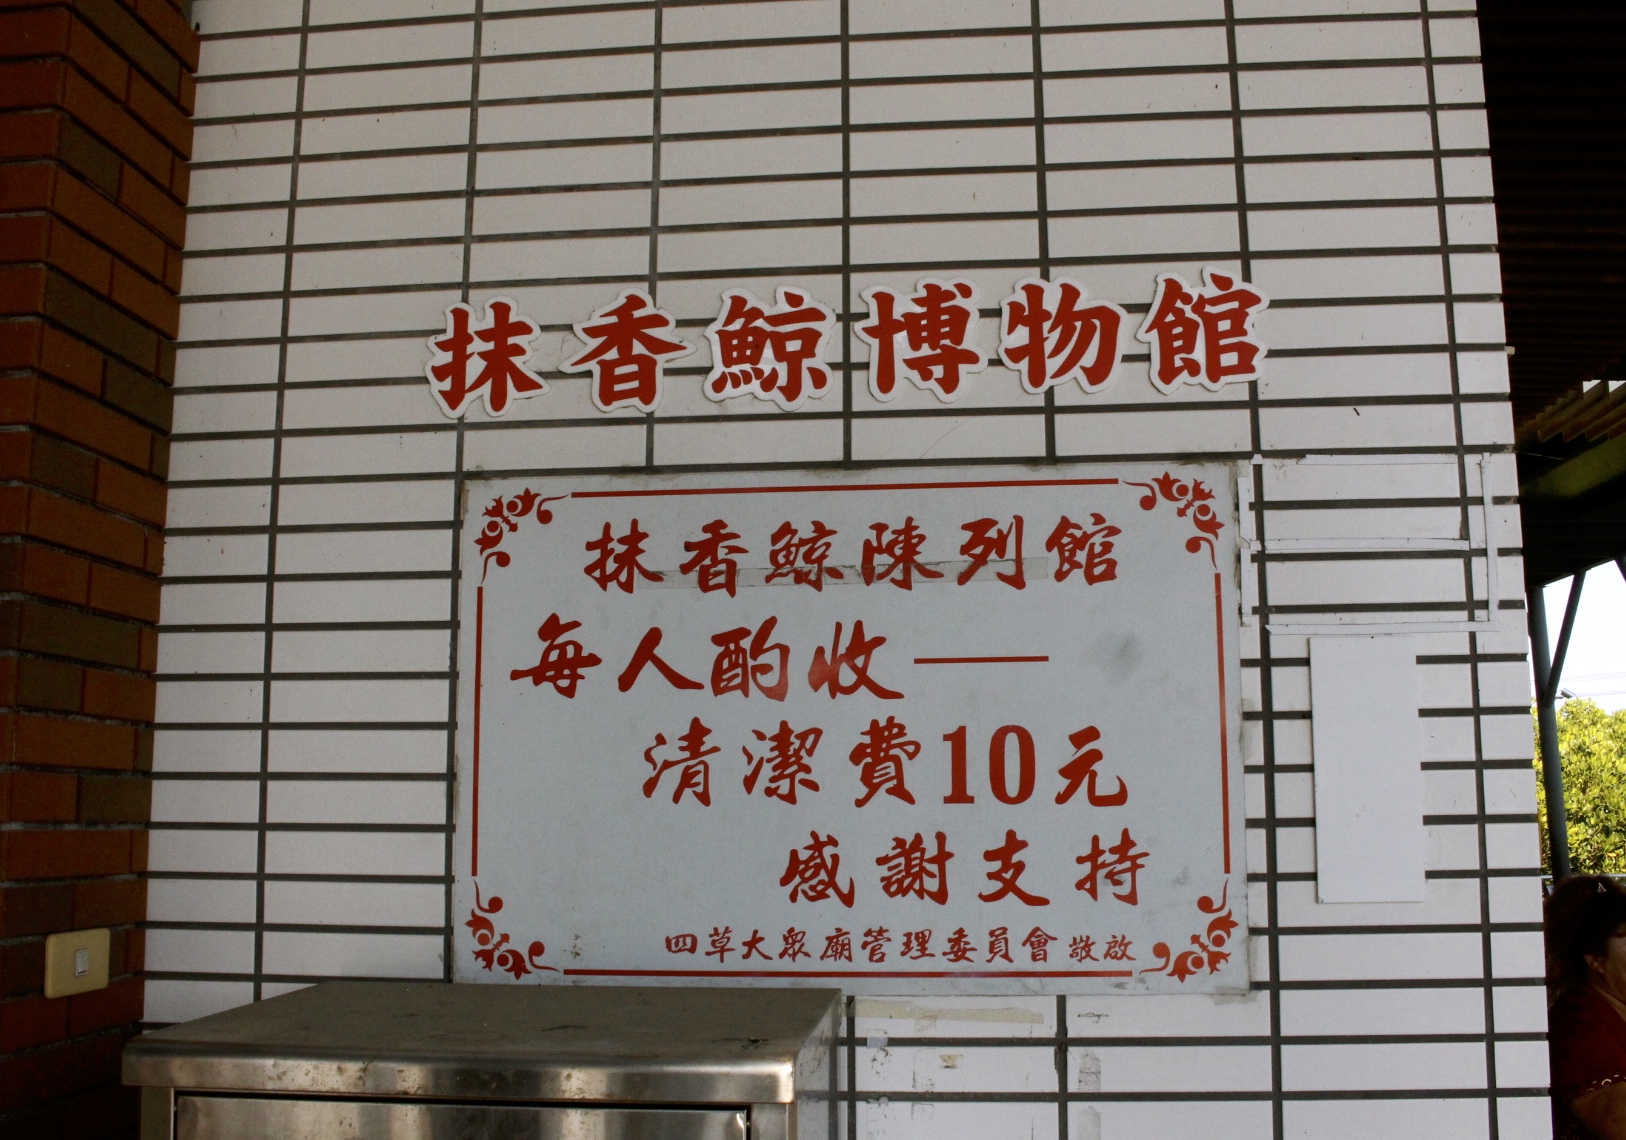 抹香鯨博物館
抹香鯨陳列館
每人酌收——
清潔費10元
感謝支持
四草大眾廟管理委員會敬啟